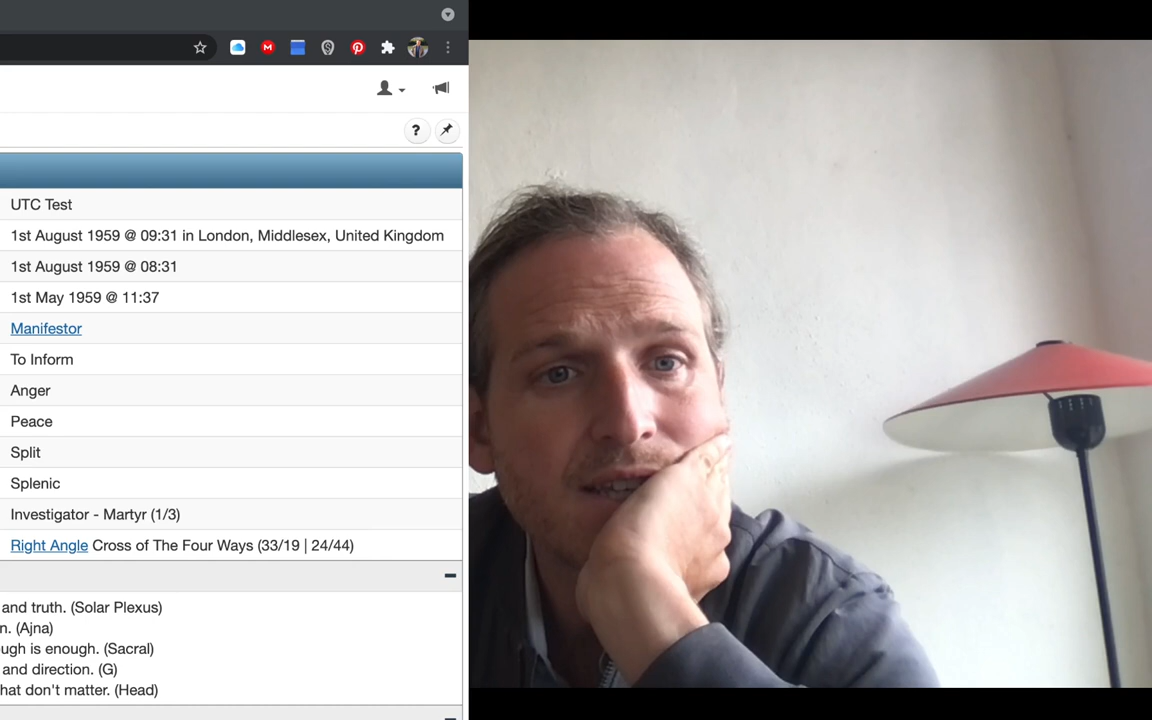 ?
UTC Test
1st August 1959 @ 09:31 in London, Middlesex, United Kingdom
1st August 1959 @ 08:31
1st May 1959 @ 11:37
Manifestor
To Inform
Anger
Peace
Split
Splenic
Investigator - Martyr (1/3)
Right Angle Cross of The Four Ways (33/19 | 24/44)
and truth. (Solar Plexus)
n. (Ajna)
ugh is enough. (Sacral)
and direction. (G)
hat don't matter. (Head)